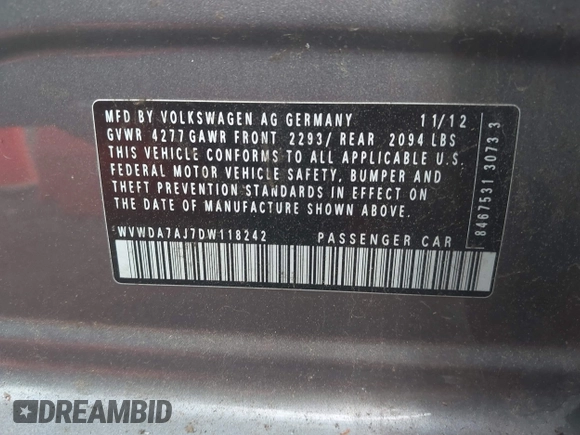 MFD BY VOLKSWAGEN AG GERMANY 11/12
GVWR 4277 GAWR FRONT 2293/ REAR 2094 LBS
THIS VEHICLE CONFORMS TO ALL APPLICABLE U.S.
FEDERAL MOTOR VEHICLE SAFETY, BUMPER AND
THEFT PREVENTION STANDARDS IN EFFECT ON
THE DATE OF MANUFACTURE SHOWN ABOVE.
WVWDA7AJ7DW118242 PASSENGER CAR
8467531 3073 3
DREAMBID